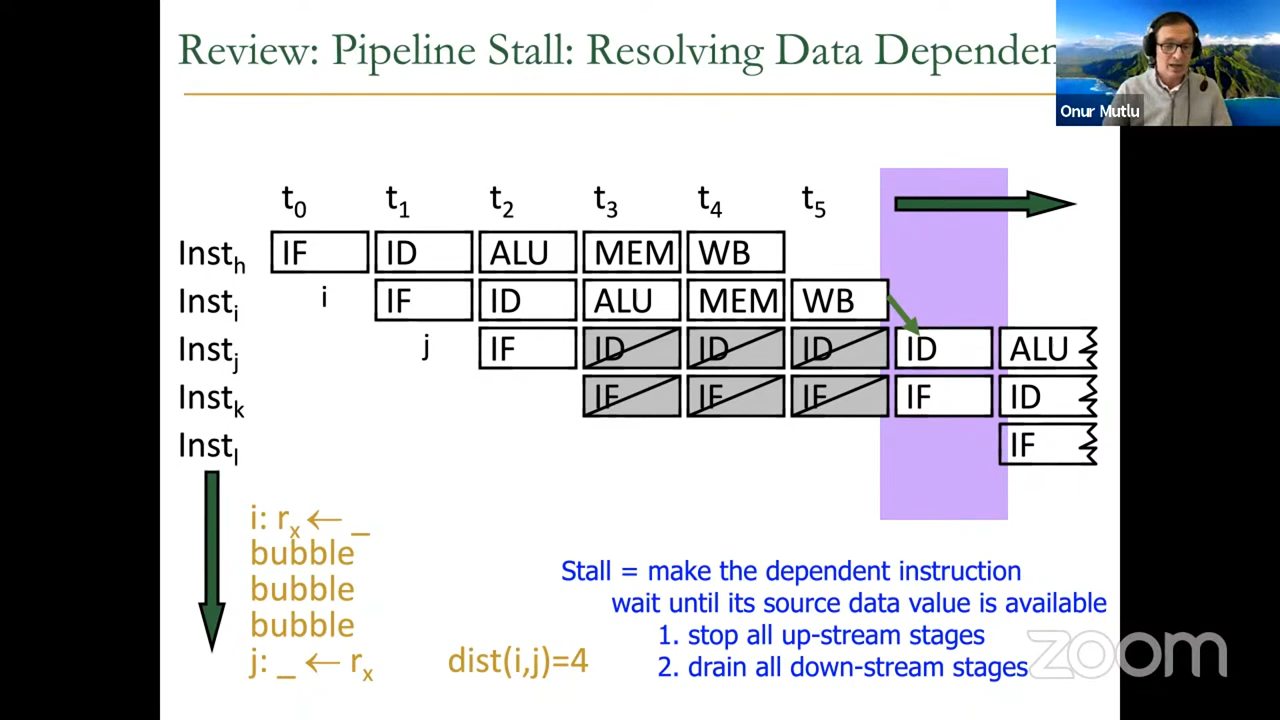 Review: Pipeline Stall: Resolving Data Dependen
Onur Mutlu
t0 t1 t2 t3 t4 t5
Insth IF ID ALU MEM WB
Insti i IF ID ALU MEM WB
Instj j IF ID ID ID ID ALU
Instk IF IF IF IF ID
Instl IF
i: rx ← _
bubble
bubble
bubble
j: _ ← rx
dist(i,j)=4
Stall = make the dependent instruction
wait until its source data value is available
1. stop all up-stream stages
2. drain all down-stream stages
zoom